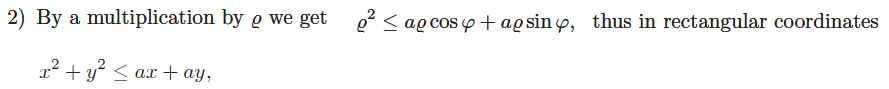 2) By a multiplication by ϱ we get ϱ² ≤ aϱ cos φ + aϱ sin φ, thus in rectangular coordinates
x² + y² ≤ ax + ay,